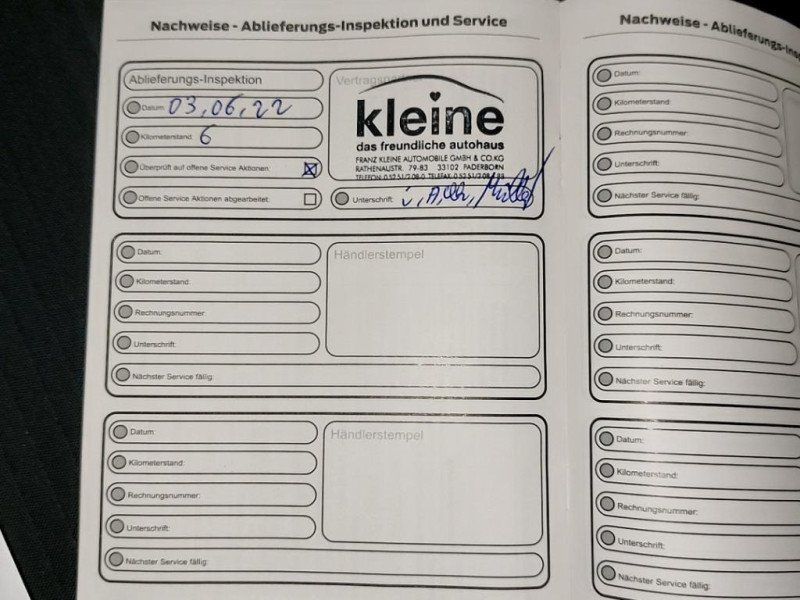 Nachweise - Ablieferungs-Inspektion und Service
Ablieferungs-Inspektion
Datum: 03,06,22
Kilometerstand: 6
Überprüft auf offene Service Aktionen:
Offene Service Aktionen abgearbeitet:
Vertragspartner
kleine
das freundliche autohaus
FRANZ KLEINE AUTOMOBILE GMBH & CO.KG
RATHENAUSTR. 79-83 33102 PADERBORN
Unterschrift:
Datum:
Kilometerstand:
Rechnungsnummer:
Unterschrift:
Nächster Service fällig:
Händlerstempel
Datum:
Kilometerstand:
Rechnungsnummer:
Unterschrift:
Nächster Service fällig:
Händlerstempel
Nachweise - Ablieferungs-Ins
Datum:
Kilometerstand:
Rechnungsnummer:
Unterschrift:
Nächster Service fällig:
Datum:
Kilometerstand:
Rechnungsnummer:
Unterschrift:
Nächster Service fällig:
Datum:
Kilometerstand:
Rechnungsnummer:
Unterschrift:
Nächster Service fällig: